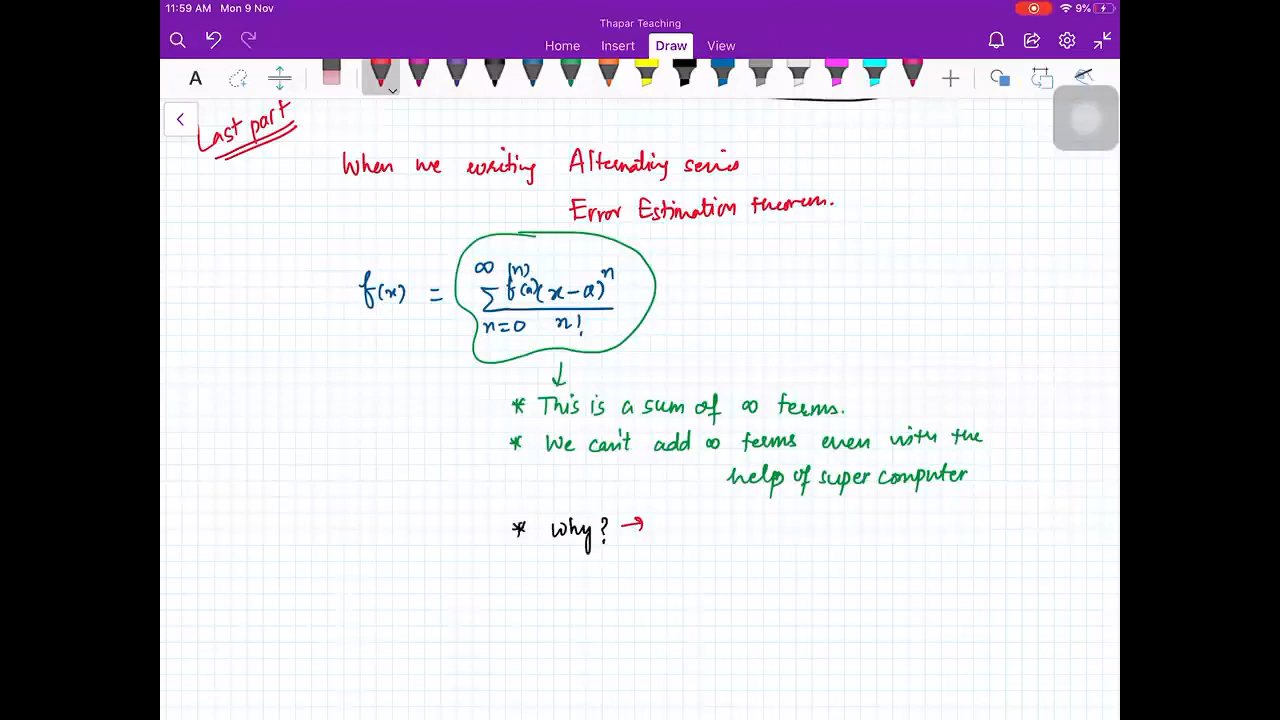 11:59 AM Mon 9 Nov
9%
Thapar Teaching
Home Insert Draw View
A
Last part
When we writing Alternating series
Error Estimation theorem.
f(x) = ∑_{n=0}^{∞} f^{(n)}(a)(x-a)^n / n!
* This is a sum of ∞ terms.
* We can't add ∞ terms even with the
help of super computer
* Why? →